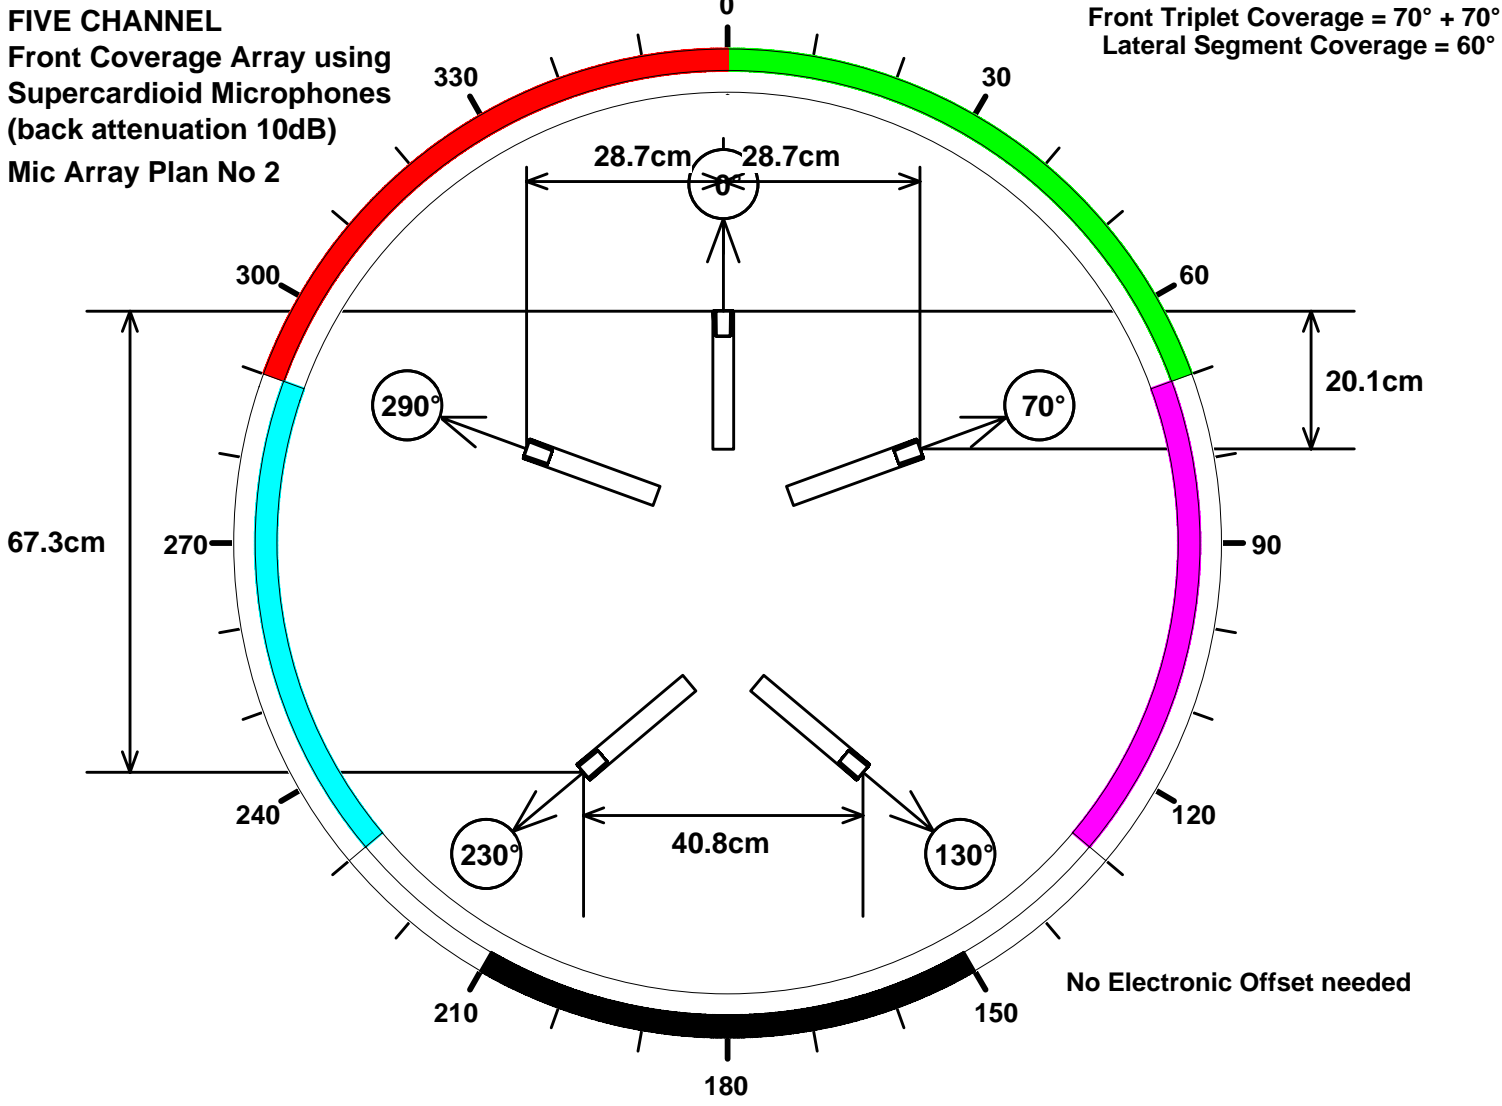 FIVE CHANNEL
Front Coverage Array using
Supercardioid Microphones
(back attenuation 10dB)
Mic Array Plan No 2
Front Triplet Coverage = 70° + 70°
Lateral Segment Coverage = 60°
0
330
30
28.7cm
28.7cm
0°
300
60
20.1cm
290°
70°
67.3cm
270
90
240
120
40.8cm
230°
130°
No Electronic Offset needed
210
150
180